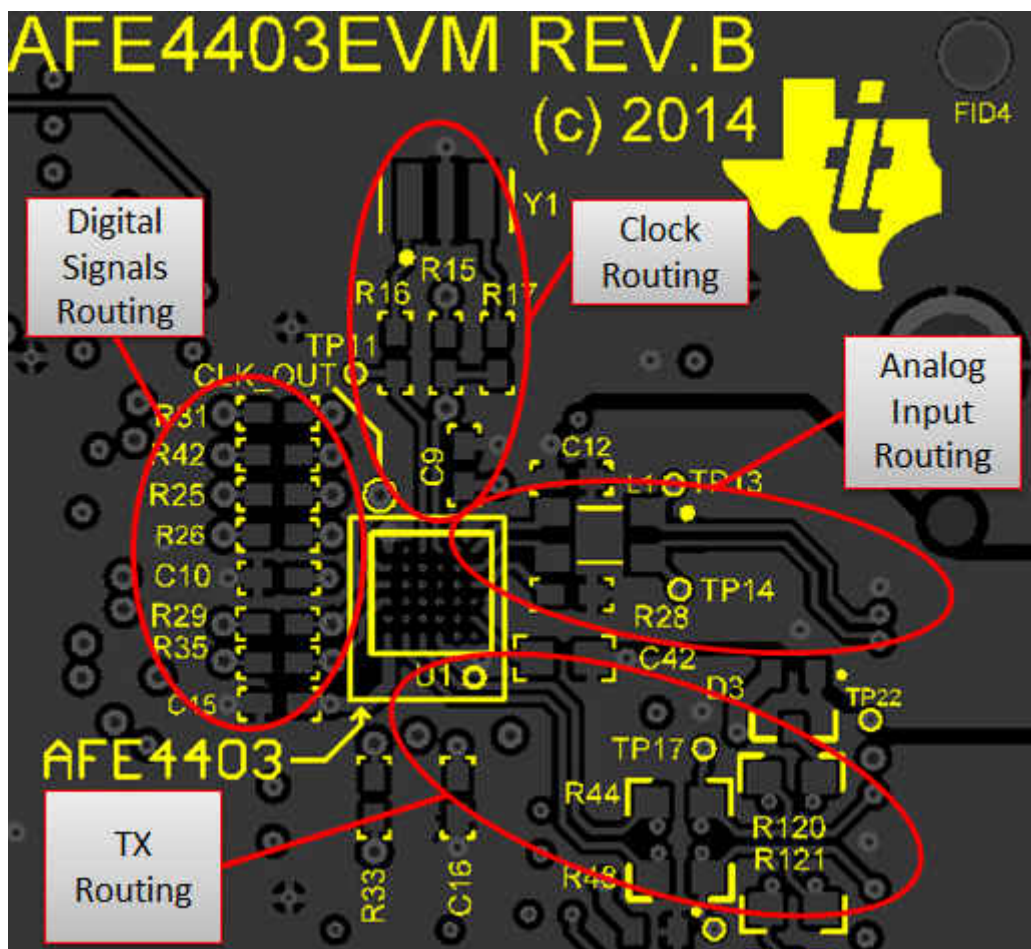 AFE4403EVM REV.B
(c) 2014
FID4
Digital
Signals
Routing
Clock
Routing
Y1
R15
R16
R17
TP11
CLK_OUT
Analog
Input
Routing
R31
R42
R25
R26
C10
R29
R35
C15
C9
C12
L1
TP13
TP14
R28
C42
U1
D3
TP22
AFE4403
TP17
R44
R120
R121
R48
TX
Routing
R33
C16